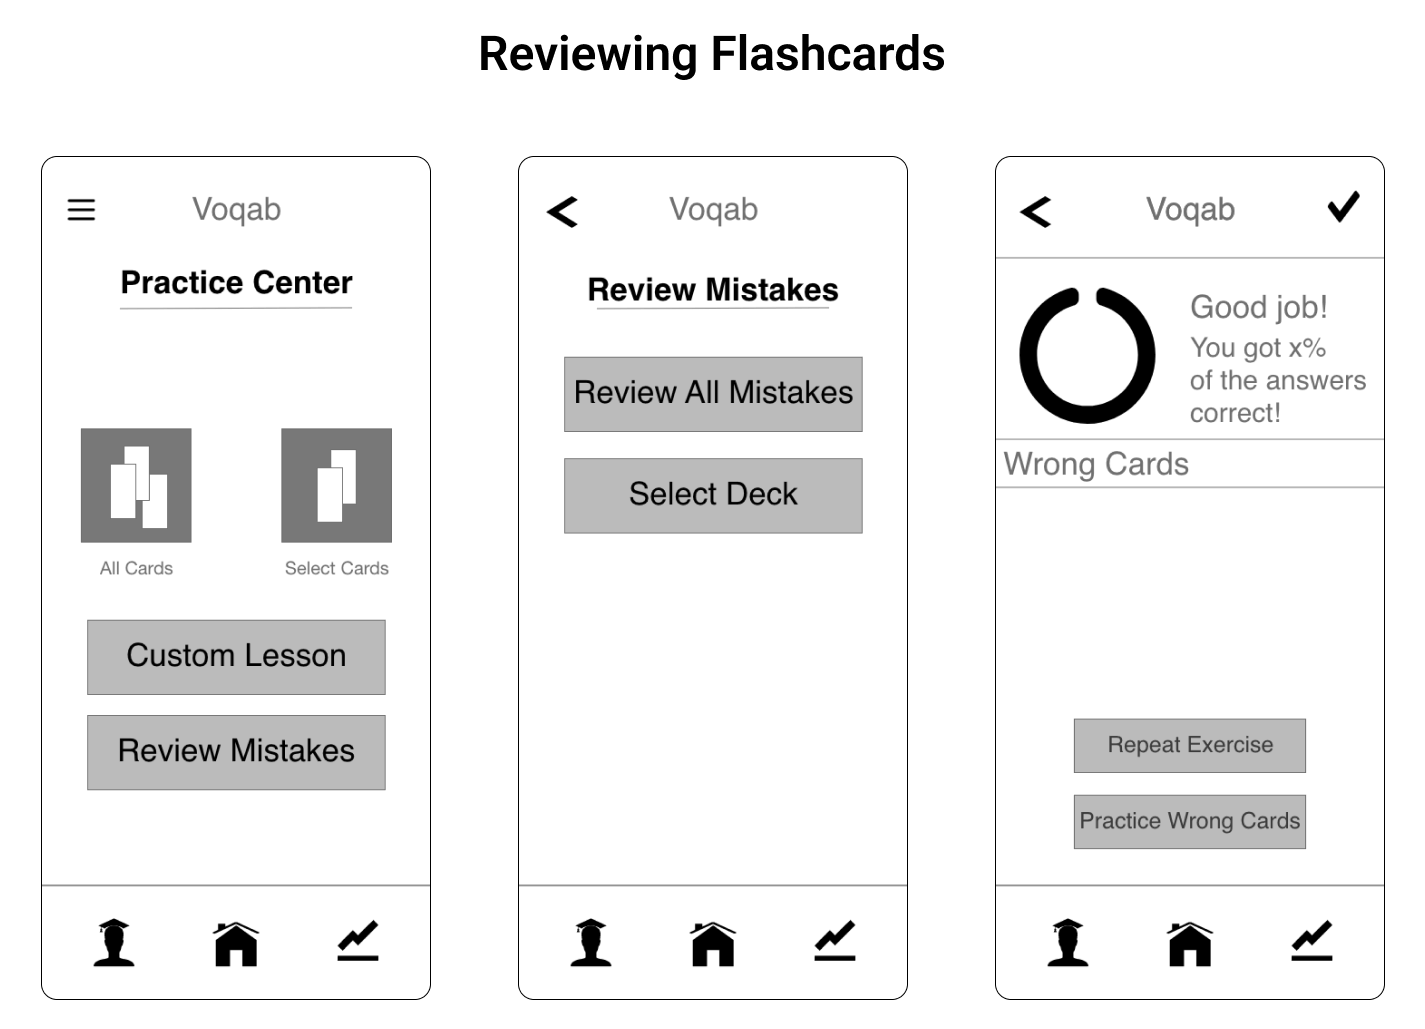 Reviewing Flashcards
Voqab
Practice Center
All Cards
Select Cards
Custom Lesson
Review Mistakes
Voqab
Review Mistakes
Review All Mistakes
Select Deck
Voqab
Good job!
You got x%
of the answers
correct!
Wrong Cards
Repeat Exercise
Practice Wrong Cards